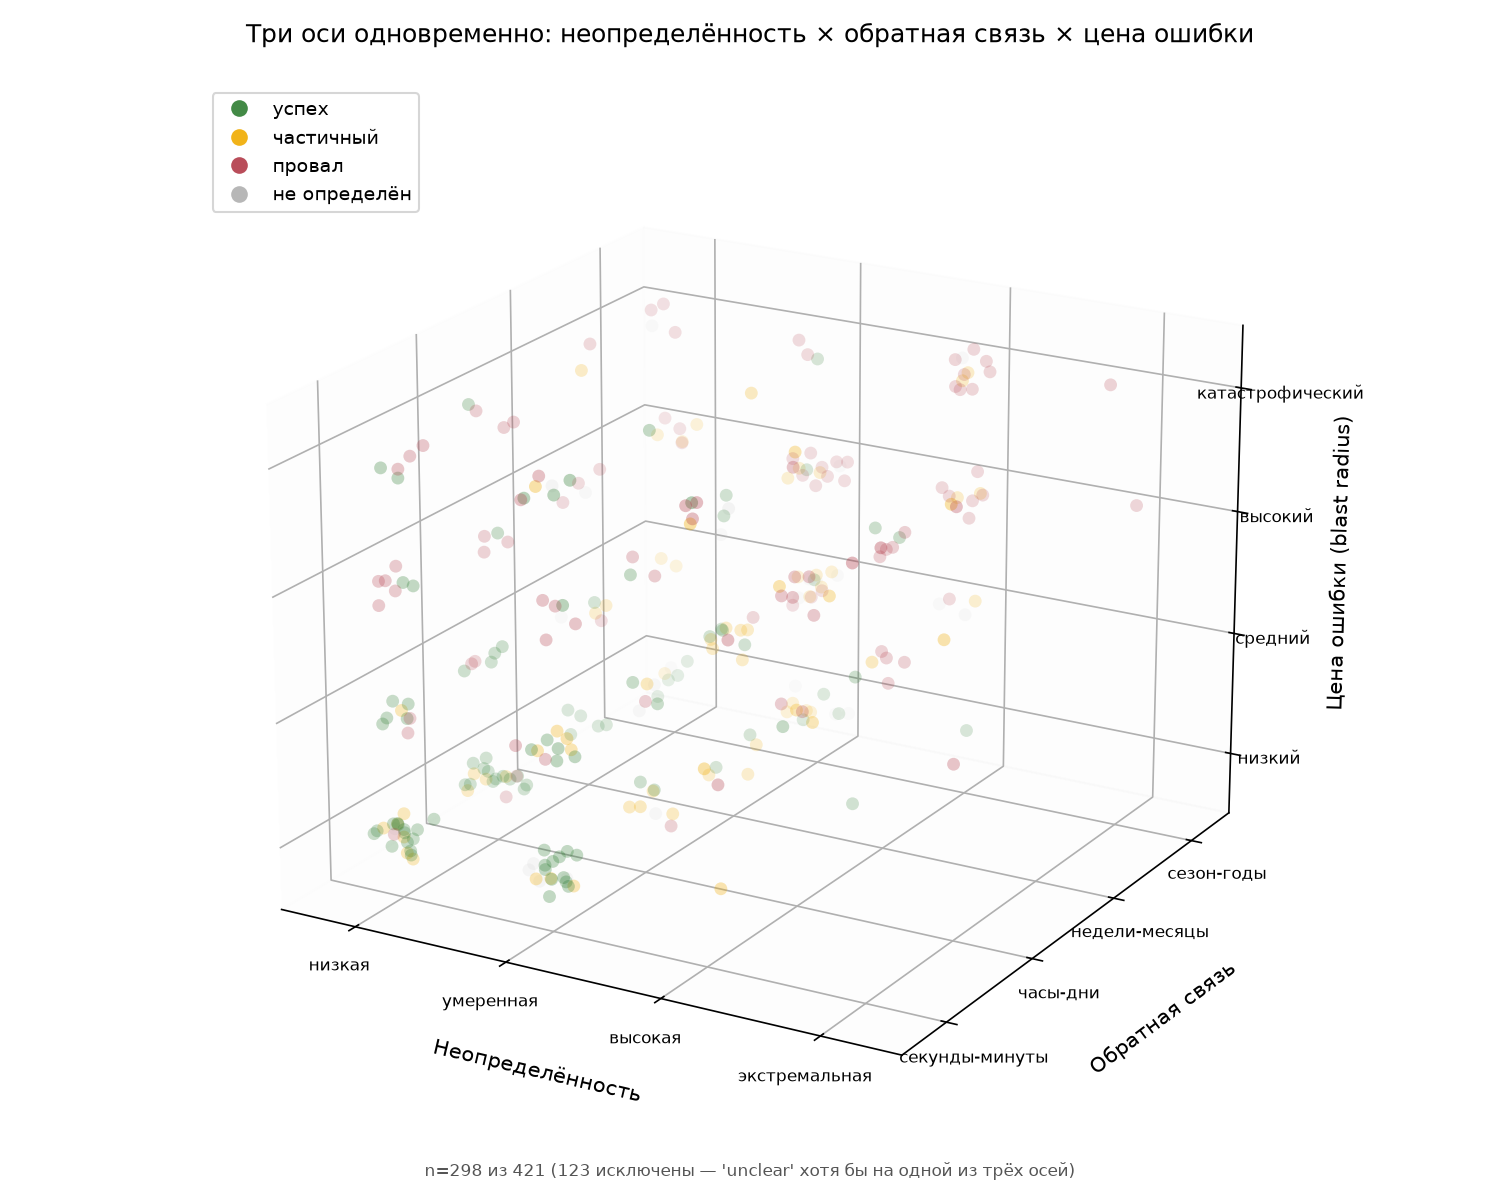 Три оси одновременно: неопределённость × обратная связь × цена ошибки
успех
частичный
провал
не определён
катастрофический
высокий
средний
низкий
Цена ошибки (blast radius)
сезон-годы
недели-месяцы
часы-дни
секунды-минуты
Обратная связь
низкая
умеренная
высокая
экстремальная
Неопределённость
n=298 из 421 (123 исключены — 'unclear' хотя бы на одной из трёх осей)